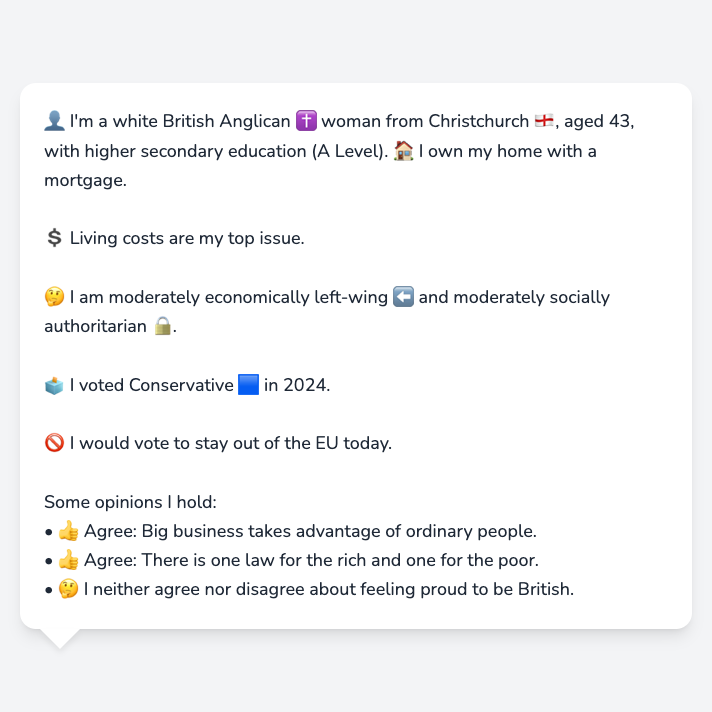 👤 I'm a white British Anglican ✝️ woman from Christchurch 🏴󠁧󠁢󠁥󠁮󠁧󠁿, aged 43,
with higher secondary education (A Level). 🏠 I own my home with a
mortgage.
💲 Living costs are my top issue.
🤔 I am moderately economically left-wing ⬅️ and moderately socially
authoritarian 🔒.
🗳️ I voted Conservative 🟦 in 2024.
🚫 I would vote to stay out of the EU today.
Some opinions I hold:
• 👍 Agree: Big business takes advantage of ordinary people.
• 👍 Agree: There is one law for the rich and one for the poor.
• 🤔 I neither agree nor disagree about feeling proud to be British.